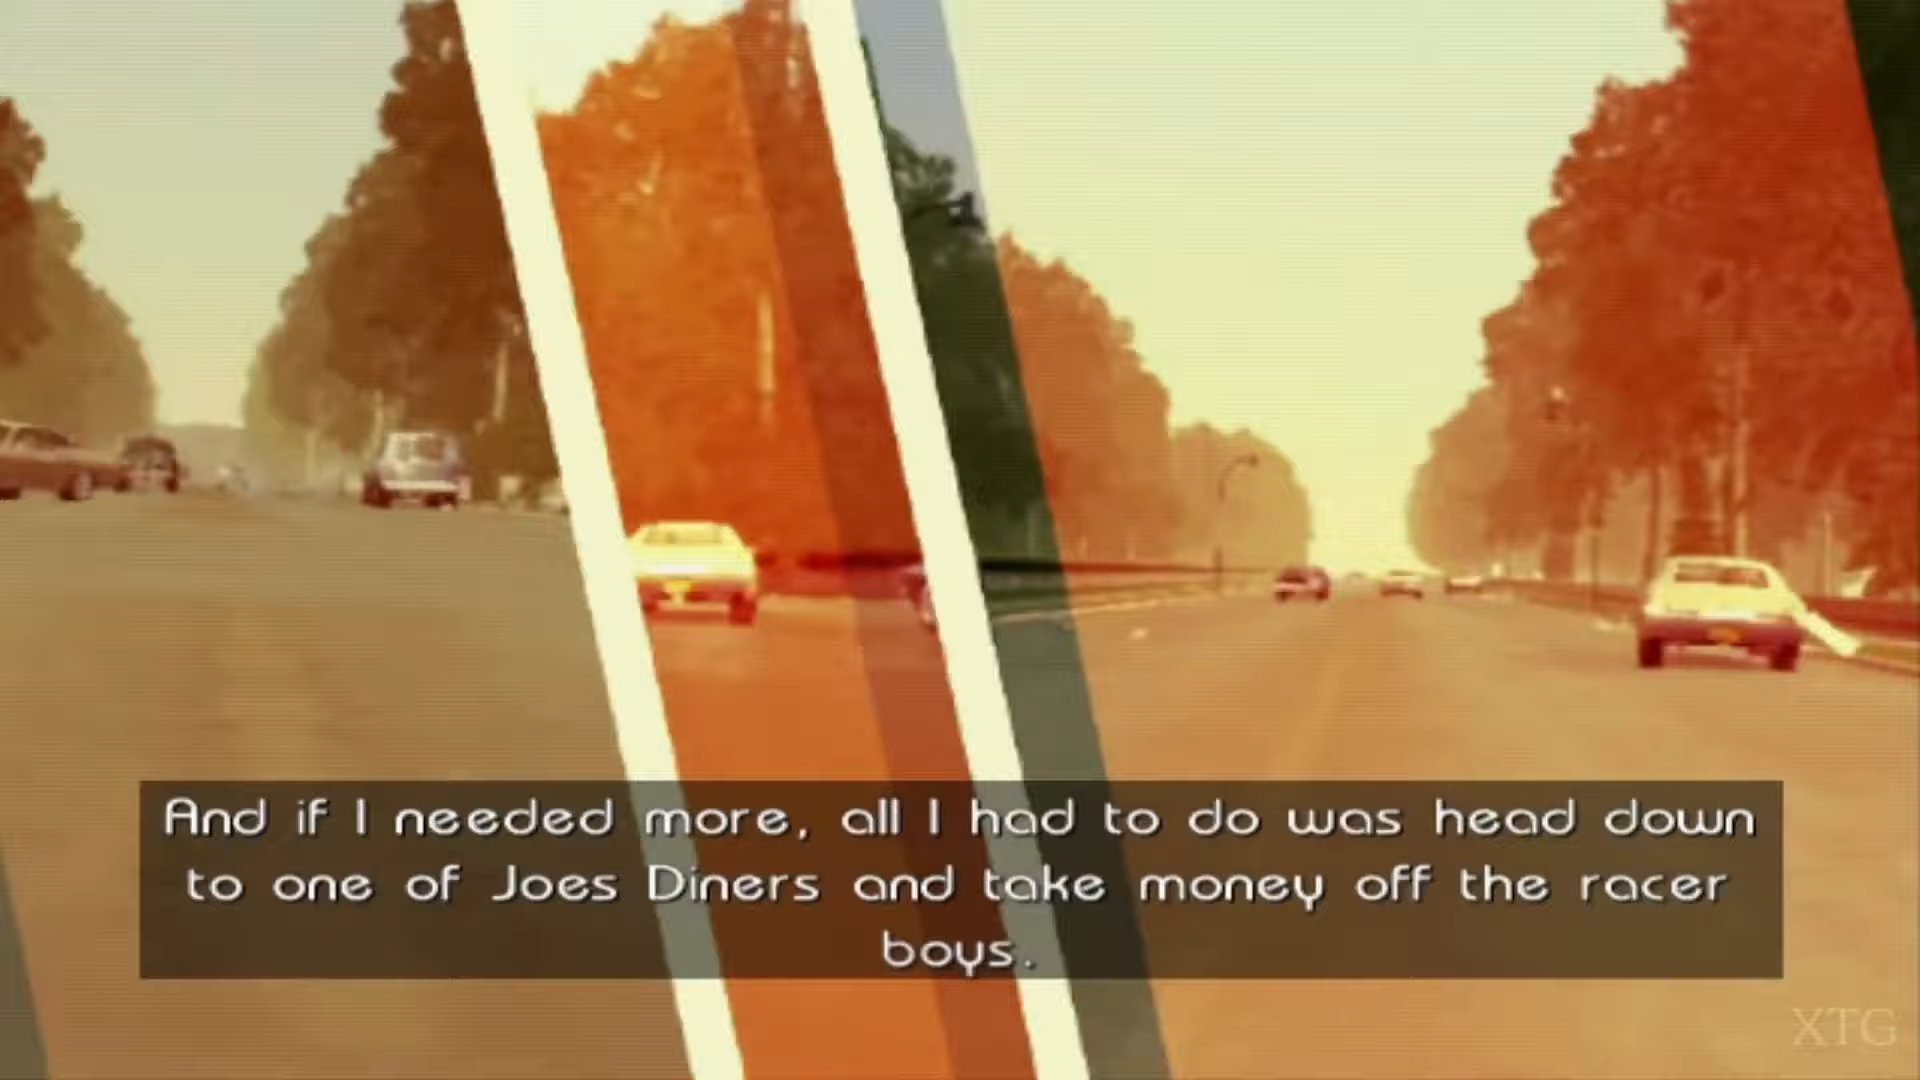 And if I needed more, all I had to do was head down
to one of Joes Diners and take money off the racer
boys.
XTG